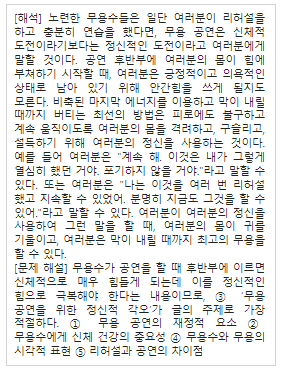 [해석] 노련한 무용수들은 일단 여러분이 리허설을
하고 충분히 연습을 했다면, 무용 공연은 신체적
도전이라기보다는 정신적인 도전이라고 여러분에게
말할 것이다. 공연 후반부에 여러분의 몸이 힘에
부쳐하기 시작할 때, 여러분은 긍정적이고 의욕적인
상태로 남아 있기 위해 안간힘을 쓰게 될지도
모른다. 비축된 마지막 에너지를 이용하고 막이 내릴
때까지 버티는 최선의 방법은 피로에도 불구하고
계속 움직이도록 여러분의 몸을 격려하고, 구슬리고,
설득하기 위해 여러분의 정신을 사용하는 것이다.
예를 들어 여러분은 "계속 해. 이것은 내가 그렇게
열심히 했던 거야. 포기하지 않을 거야."라고 말할 수
있다. 또는 여러분은 "나는 이것을 여러 번 리허설
했고 지속할 수 있었어. 분명히 지금도 그것을 할 수
있어."라고 말할 수 있다. 여러분이 여러분의 정신을
사용하여 그런 말을 할 때, 여러분의 몸이 귀를
기울이고, 여러분은 막이 내릴 때까지 최고의 무용을
할 수 있다.
[문제 해설] 무용수가 공연을 할 때 후반부에 이르면
신체적으로 매우 힘들게 되는데 이를 정신적인
힘으로 극복해야 한다는 내용이므로, ③ '무용
공연을 위한 정신적 각오'가 글의 주제로 가장
적절하다. ① 무용 공연의 재정적 요소 ②
무용수에게 신체 건강의 중요성 ④ 무용수와 무용의
시각적 표현 ⑤ 리허설과 공연의 차이점